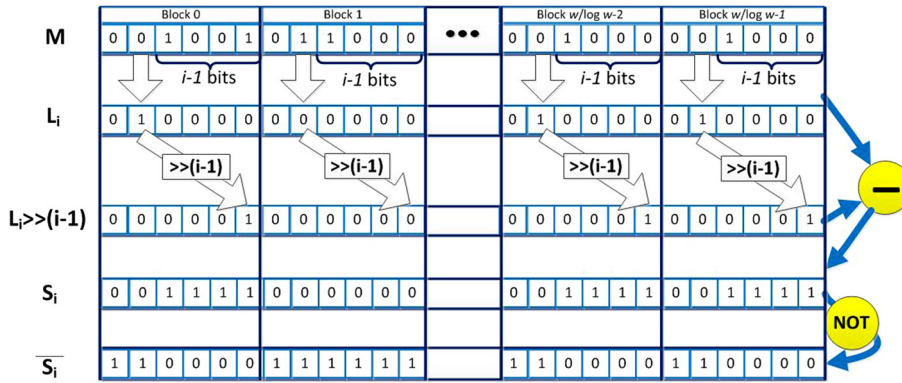 Block 0 Block 1 Block w/log w-2 Block w/log w-1
M 0 0 1 0 0 1 0 1 1 0 0 0 ••• 0 0 1 0 0 0 0 0 1 0 0 0
i-1 bits i-1 bits i-1 bits i-1 bits
Lᵢ 0 1 0 0 0 0 0 0 0 0 0 0 0 1 0 0 0 0 0 1 0 0 0 0
>>(i-1) >>(i-1) >>(i-1) >>(i-1)
−
Lᵢ>>(i-1) 0 0 0 0 0 1 0 0 0 0 0 0 0 0 0 0 0 1 0 0 0 0 0 1
Sᵢ 0 0 1 1 1 1 0 0 0 0 0 0 0 0 1 1 1 1 0 0 1 1 1 1
NOT
S̅ᵢ 1 1 0 0 0 0 1 1 1 1 1 1 1 1 0 0 0 0 1 1 0 0 0 0